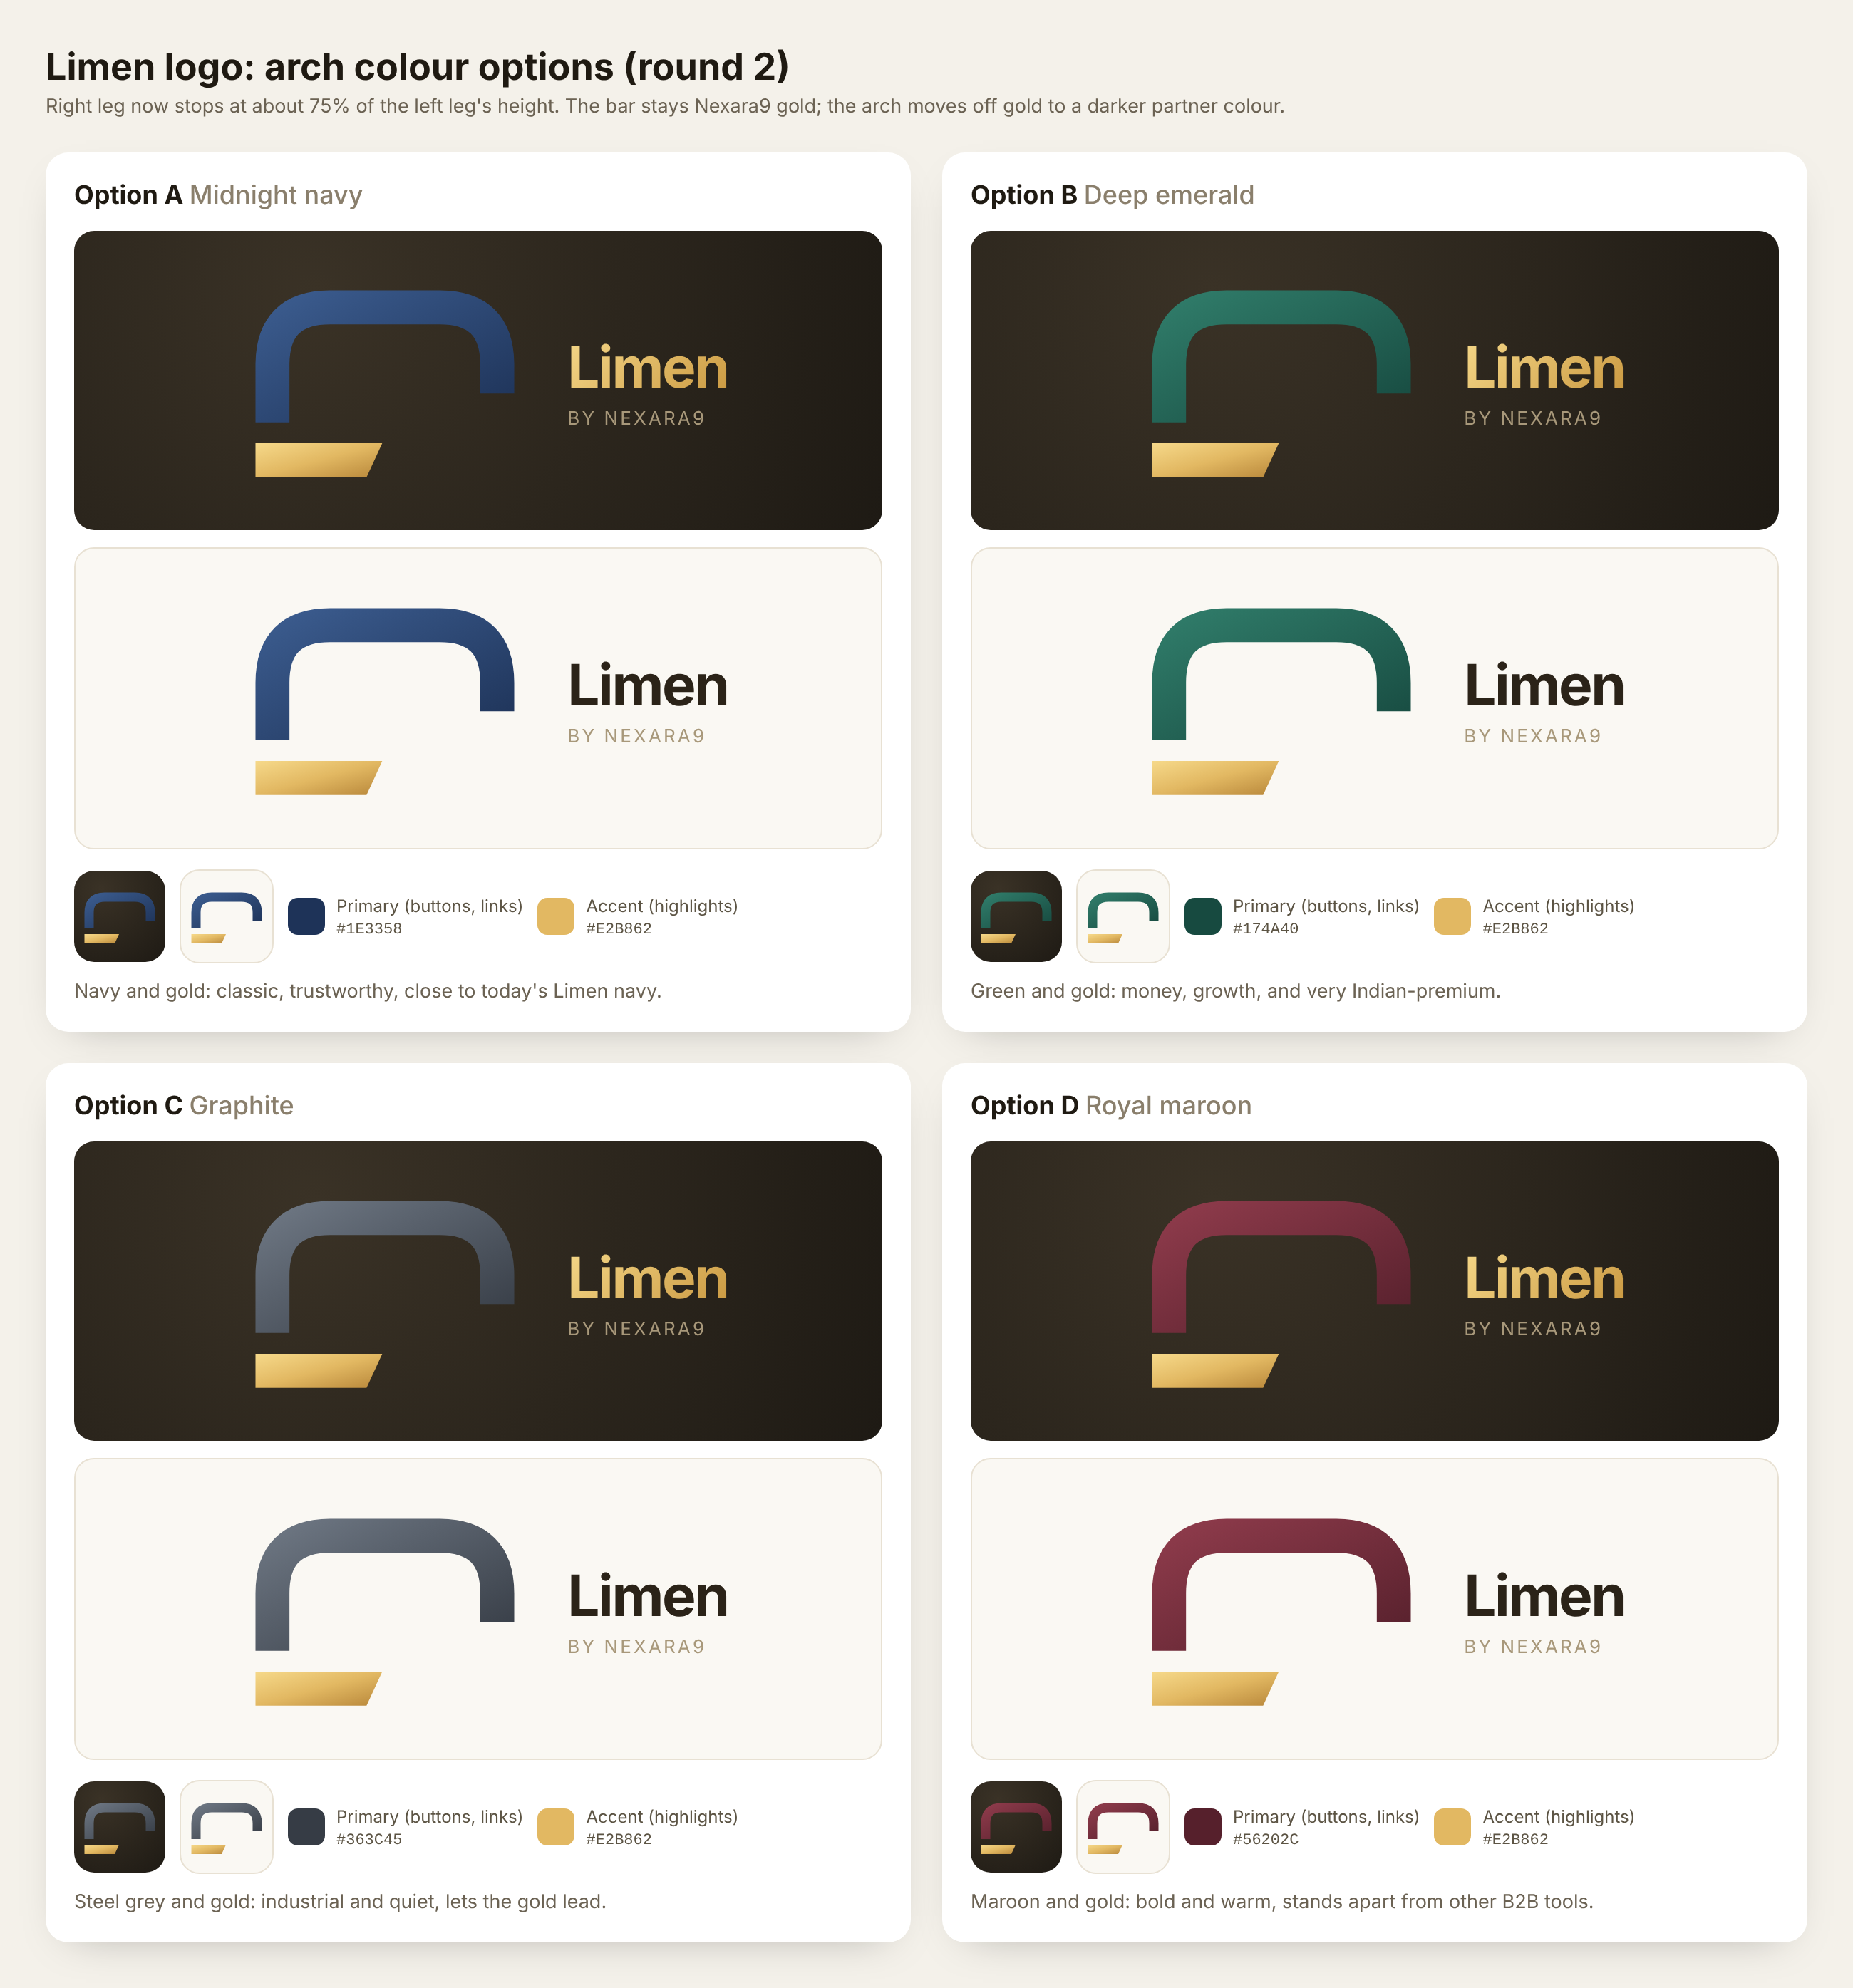 Limen logo: arch colour options (round 2)
Right leg now stops at about 75% of the left leg's height. The bar stays Nexara9 gold; the arch moves off gold to a darker partner colour.
Option A Midnight navy
Limen
BY NEXARA9
Limen
BY NEXARA9
Primary (buttons, links)
#1E3358
Accent (highlights)
#E2B862
Navy and gold: classic, trustworthy, close to today's Limen navy.
Option B Deep emerald
Limen
BY NEXARA9
Limen
BY NEXARA9
Primary (buttons, links)
#174A40
Accent (highlights)
#E2B862
Green and gold: money, growth, and very Indian-premium.
Option C Graphite
Limen
BY NEXARA9
Limen
BY NEXARA9
Primary (buttons, links)
#363C45
Accent (highlights)
#E2B862
Steel grey and gold: industrial and quiet, lets the gold lead.
Option D Royal maroon
Limen
BY NEXARA9
Limen
BY NEXARA9
Primary (buttons, links)
#56202C
Accent (highlights)
#E2B862
Maroon and gold: bold and warm, stands apart from other B2B tools.